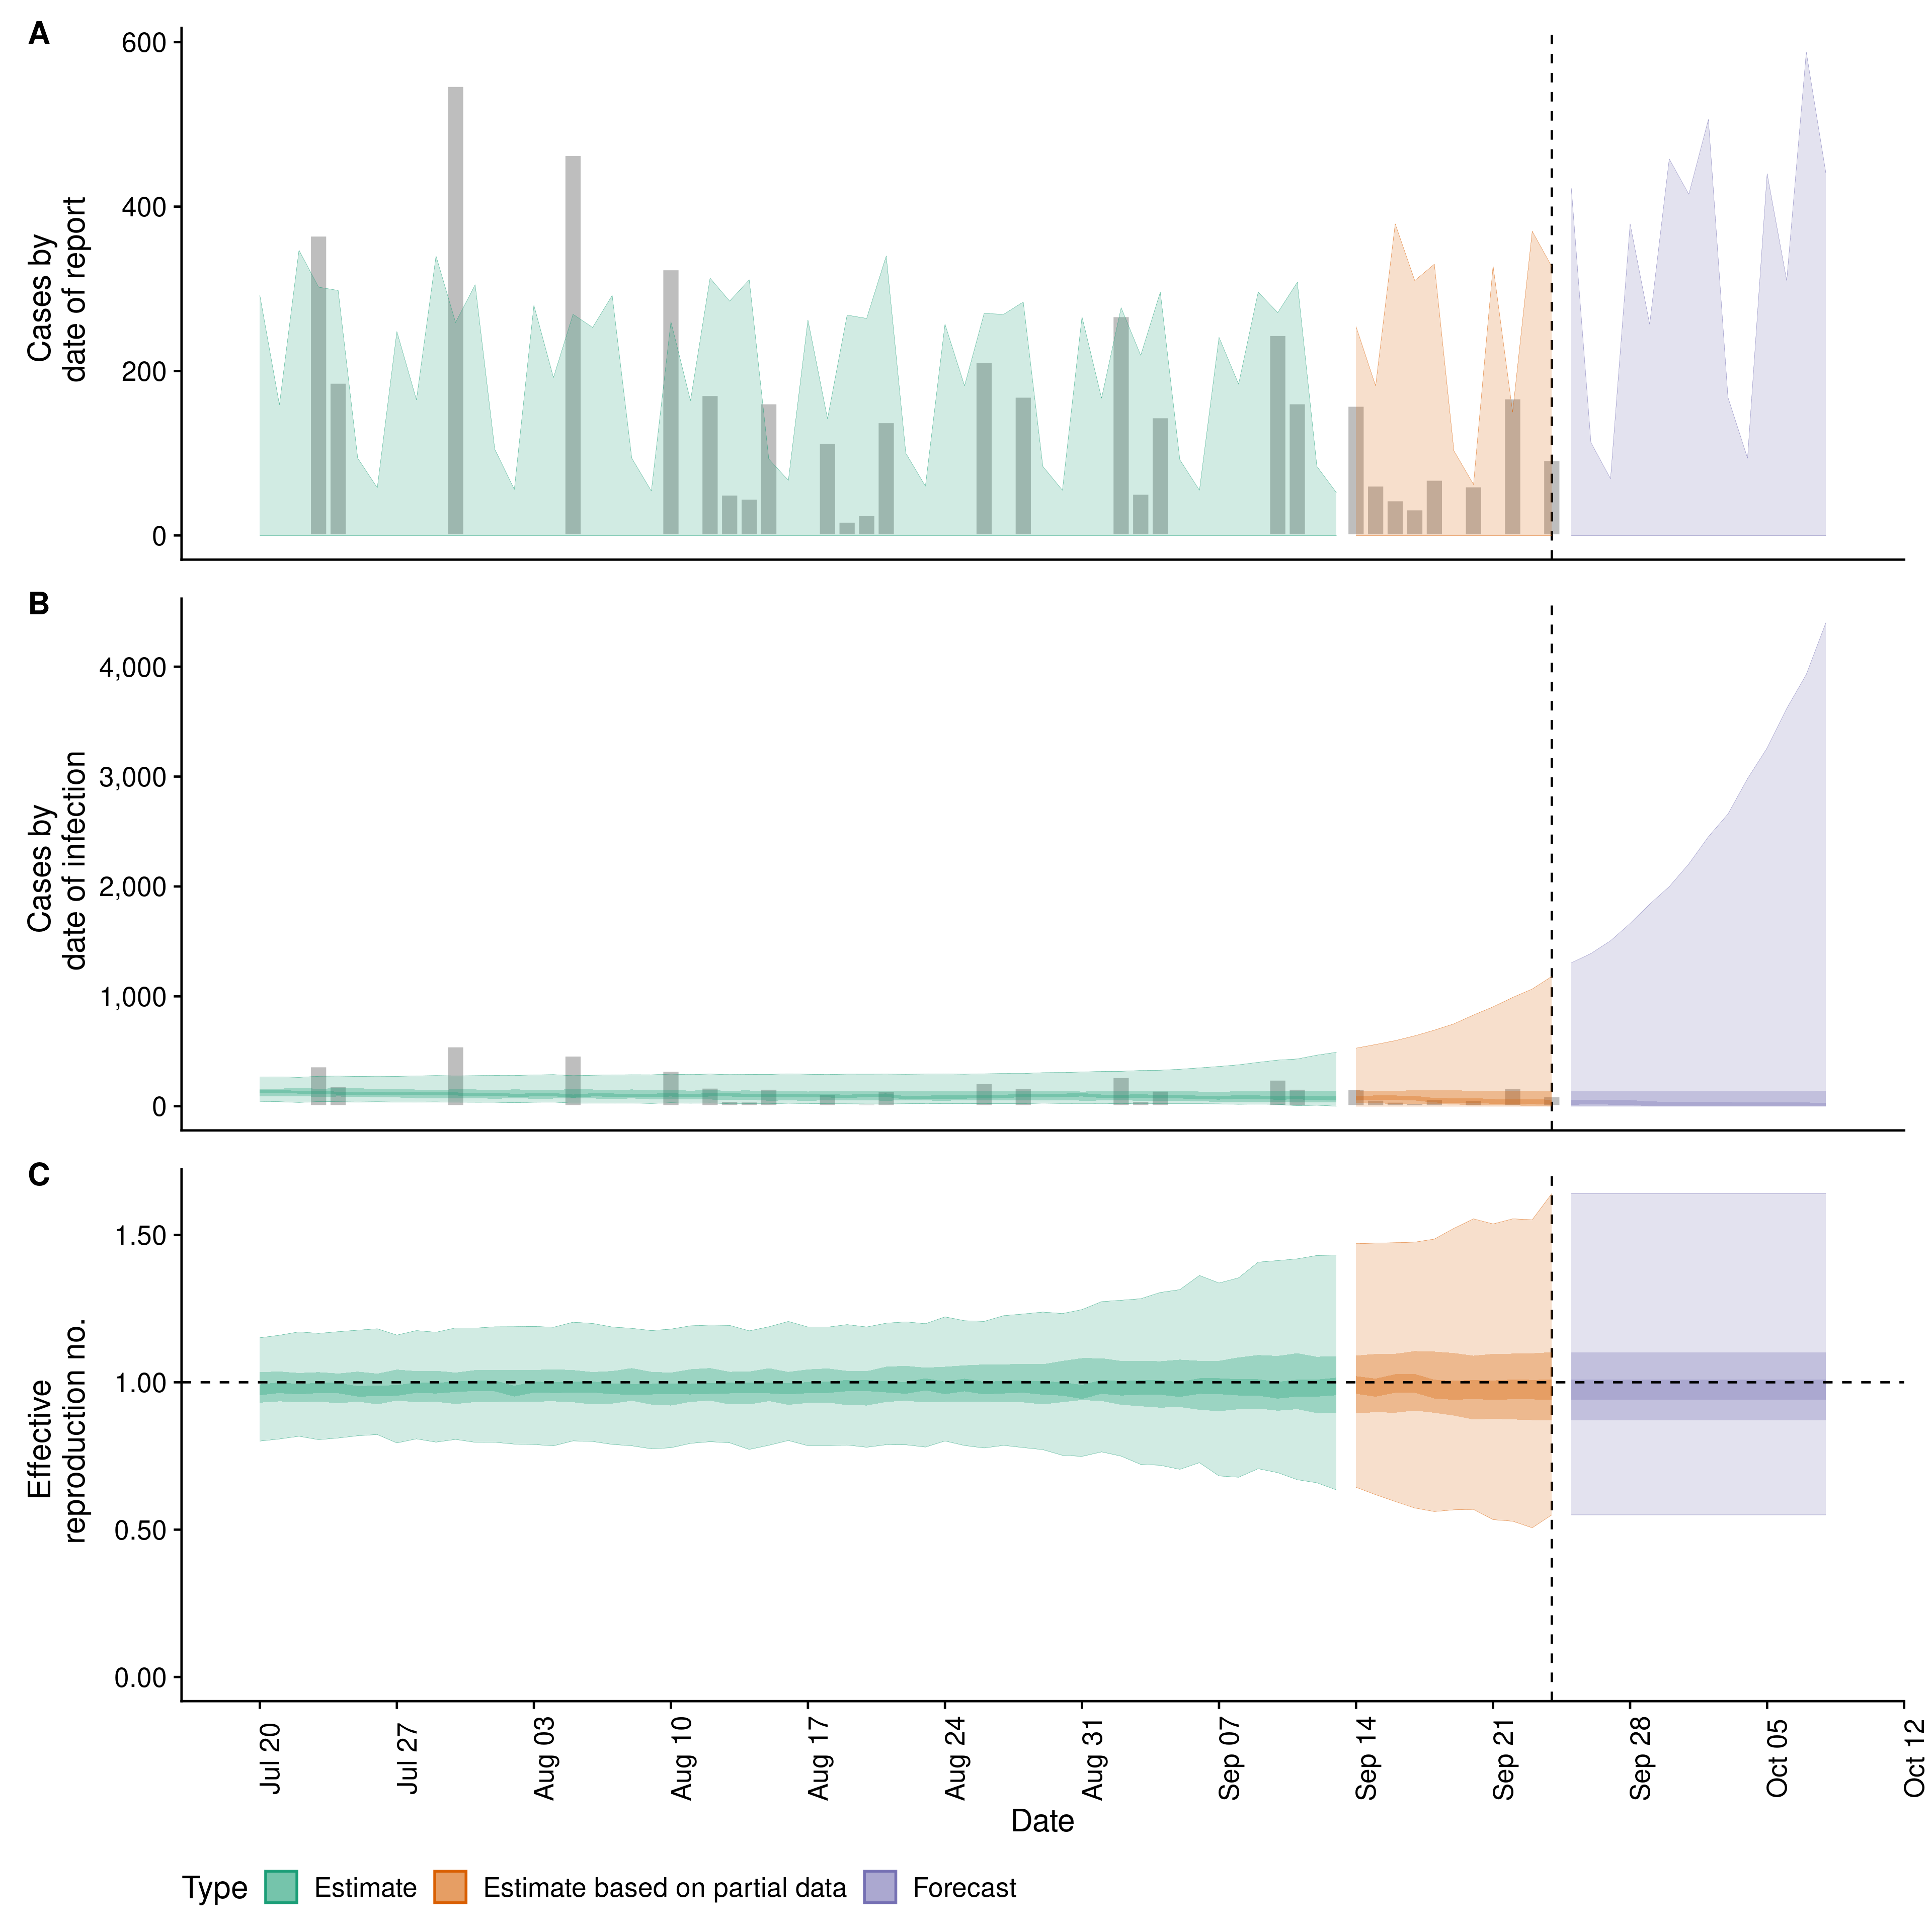 A
600
400
200
0
Cases by
date of report
B
4,000
3,000
2,000
1,000
0
Cases by
date of infection
C
1.50
1.00
0.50
0.00
Effective
reproduction no.
Jul 20
Jul 27
Aug 03
Aug 10
Aug 17
Aug 24
Aug 31
Sep 07
Sep 14
Sep 21
Sep 28
Oct 05
Oct 12
Date
Type Estimate Estimate based on partial data Forecast